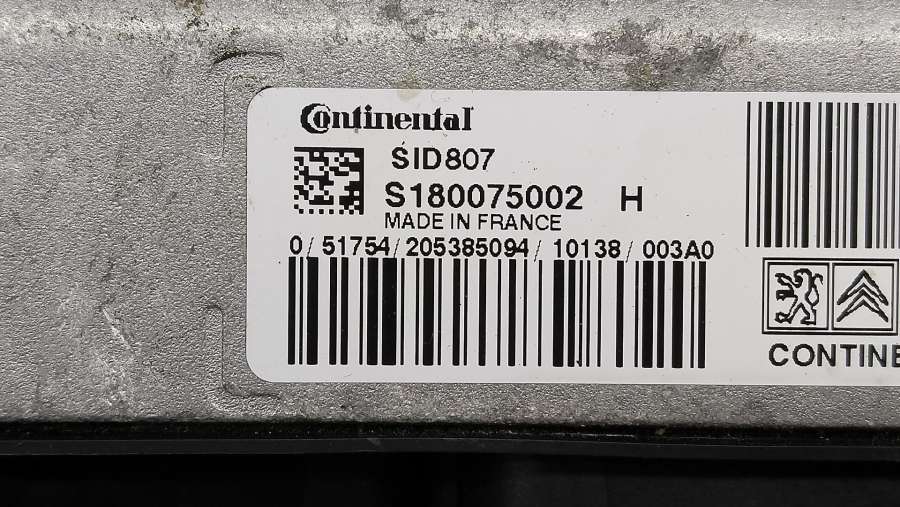 Continental
SID807
S180075002 H
MADE IN FRANCE
0/51754/205385094/10138/003A0
CONTINE